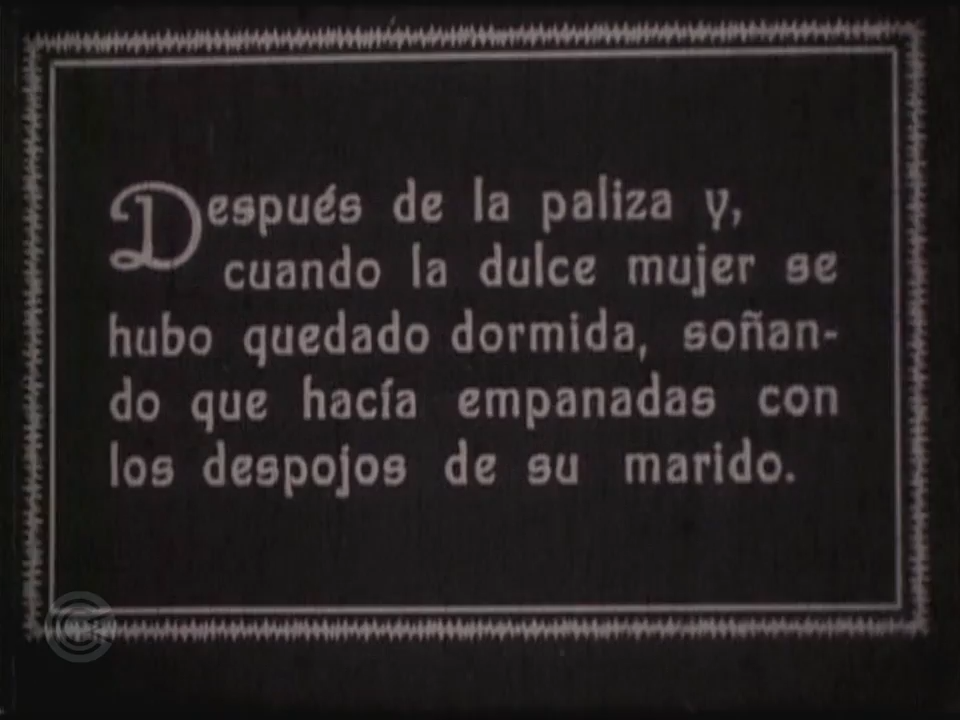 Después de la paliza y,
cuando la dulce mujer se
hubo quedado dormida, soñan-
do que hacía empanadas con
los despojos de su marido.